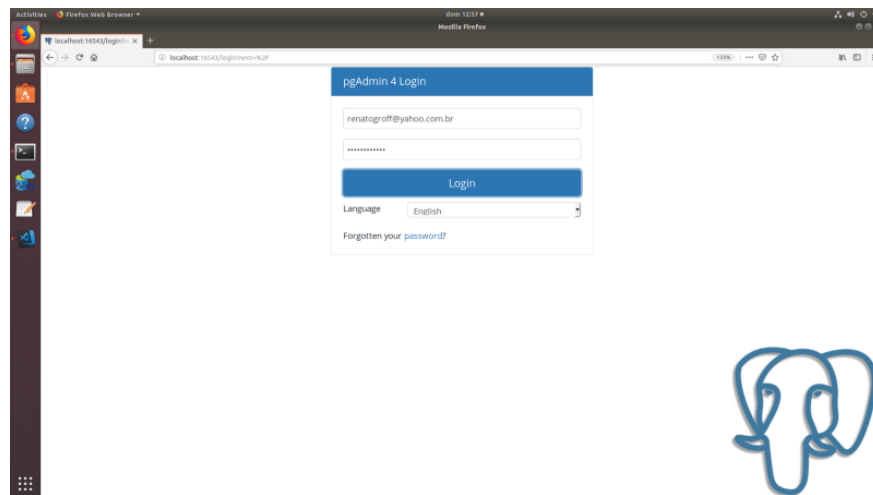 Activities Firefox Web Browser dom 12:57
Mozilla Firefox
localhost:16543/login?n
localhost:16543/login?next=%2F 133%
pgAdmin 4 Login
renatogroff@yahoo.com.br
••••••••••••
Login
Language English
Forgotten your password?